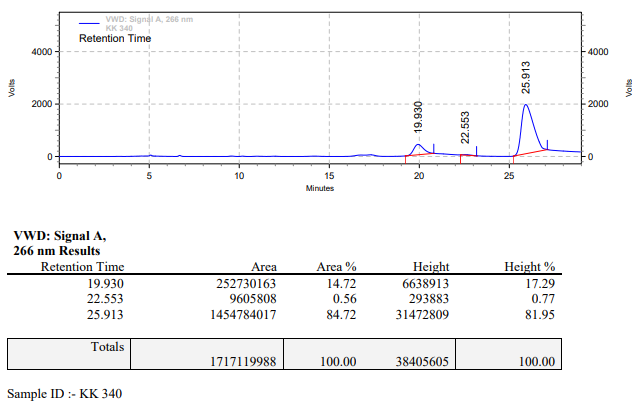 VWD: Signal A, 266 nm
KK 340
Retention Time
Volts
4000
2000
0
19.930
22.553
25.913
4000
2000
0
Volts
0 5 10 15 20 25
Minutes
VWD: Signal A,
266 nm Results
Retention Time Area Area % Height Height %
19.930 252730163 14.72 6638913 17.29
22.553 9605808 0.56 293883 0.77
25.913 1454784017 84.72 31472809 81.95
Totals
1717119988 100.00 38405605 100.00
Sample ID :- KK 340